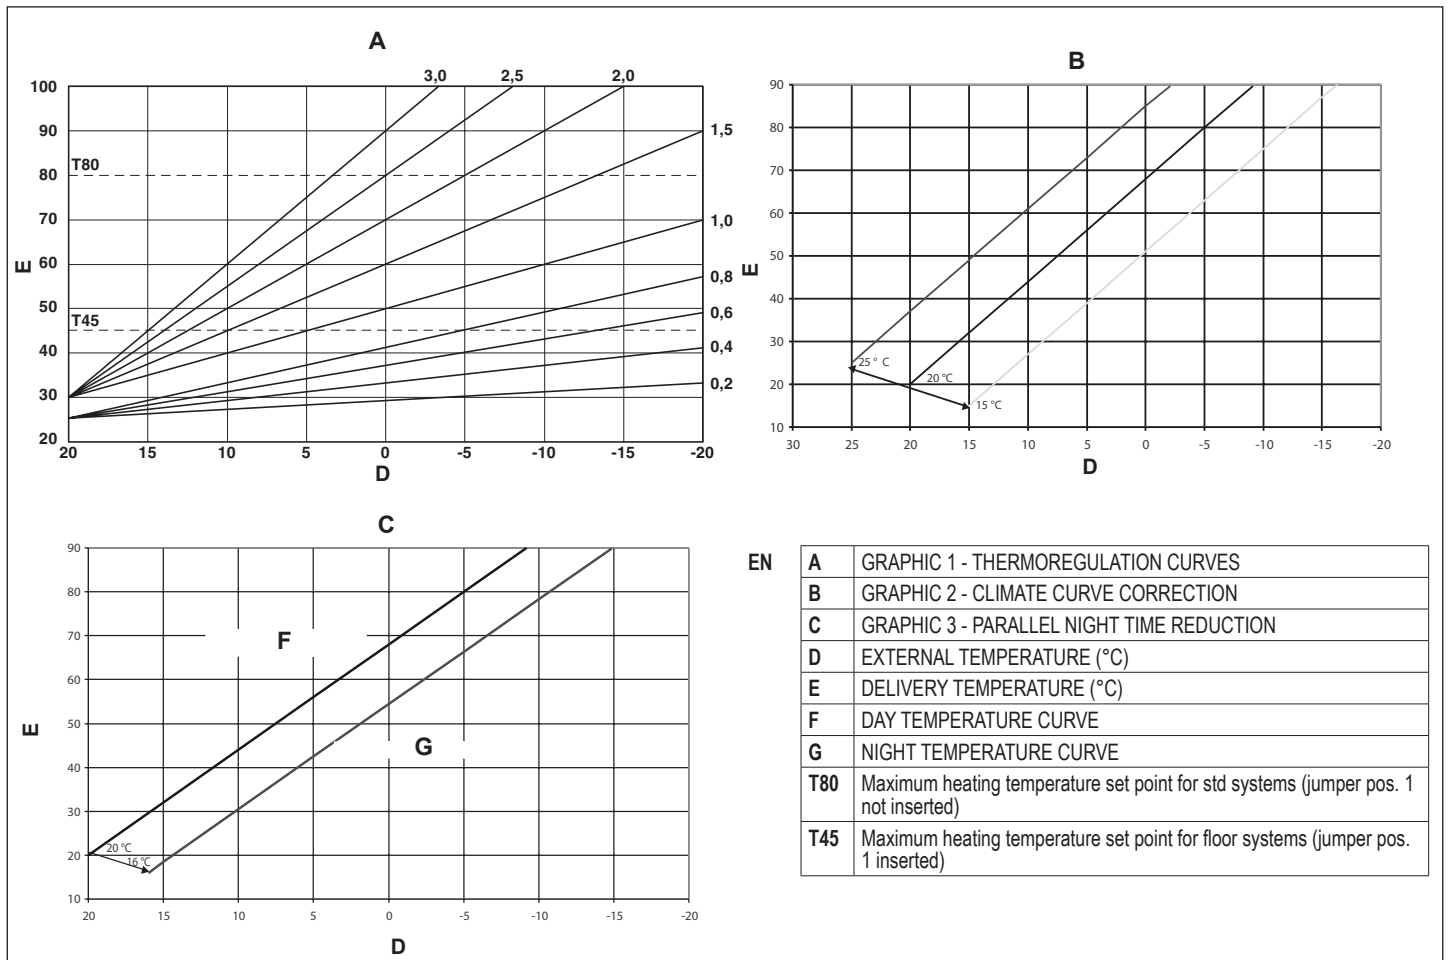 A
3,0 2,5 2,0
100
90
T80
80
70
60
50
T45
40
30
20
1,5
1,0
0,8
0,6
0,4
0,2
E
20 15 10 5 0 -5 -10 -15 -20
D
B
90
80
70
60
50
40
30
20
10
E
25° C
20 °C
15 °C
30 25 20 15 10 5 0 -5 -10 -15 -20
D
C
90
80
70
60
50
40
30
20
10
E
F
G
20 °C
16 °C
20 15 10 5 0 -5 -10 -15 -20
D
EN
A GRAPHIC 1 - THERMOREGULATION CURVES
B GRAPHIC 2 - CLIMATE CURVE CORRECTION
C GRAPHIC 3 - PARALLEL NIGHT TIME REDUCTION
D EXTERNAL TEMPERATURE (°C)
E DELIVERY TEMPERATURE (°C)
F DAY TEMPERATURE CURVE
G NIGHT TEMPERATURE CURVE
T80 Maximum heating temperature set point for std systems (jumper pos. 1
not inserted)
T45 Maximum heating temperature set point for floor systems (jumper pos.
1 inserted)